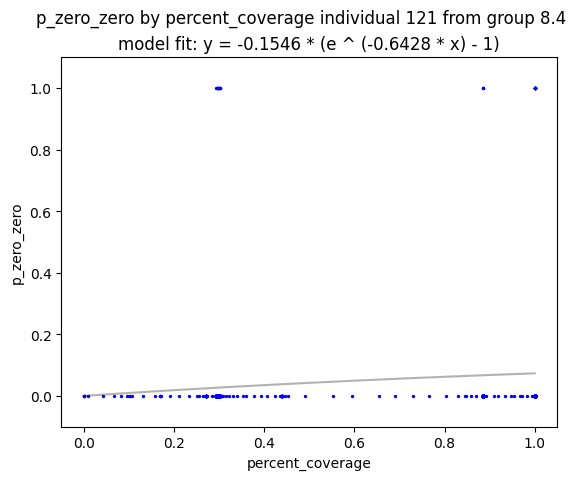 p_zero_zero by percent_coverage individual 121 from group 8.4
model fit: y = -0.1546 * (e ^ (-0.6428 * x) - 1)
1.0
0.8
0.6
0.4
0.2
0.0
p_zero_zero
0.0 0.2 0.4 0.6 0.8 1.0
percent_coverage